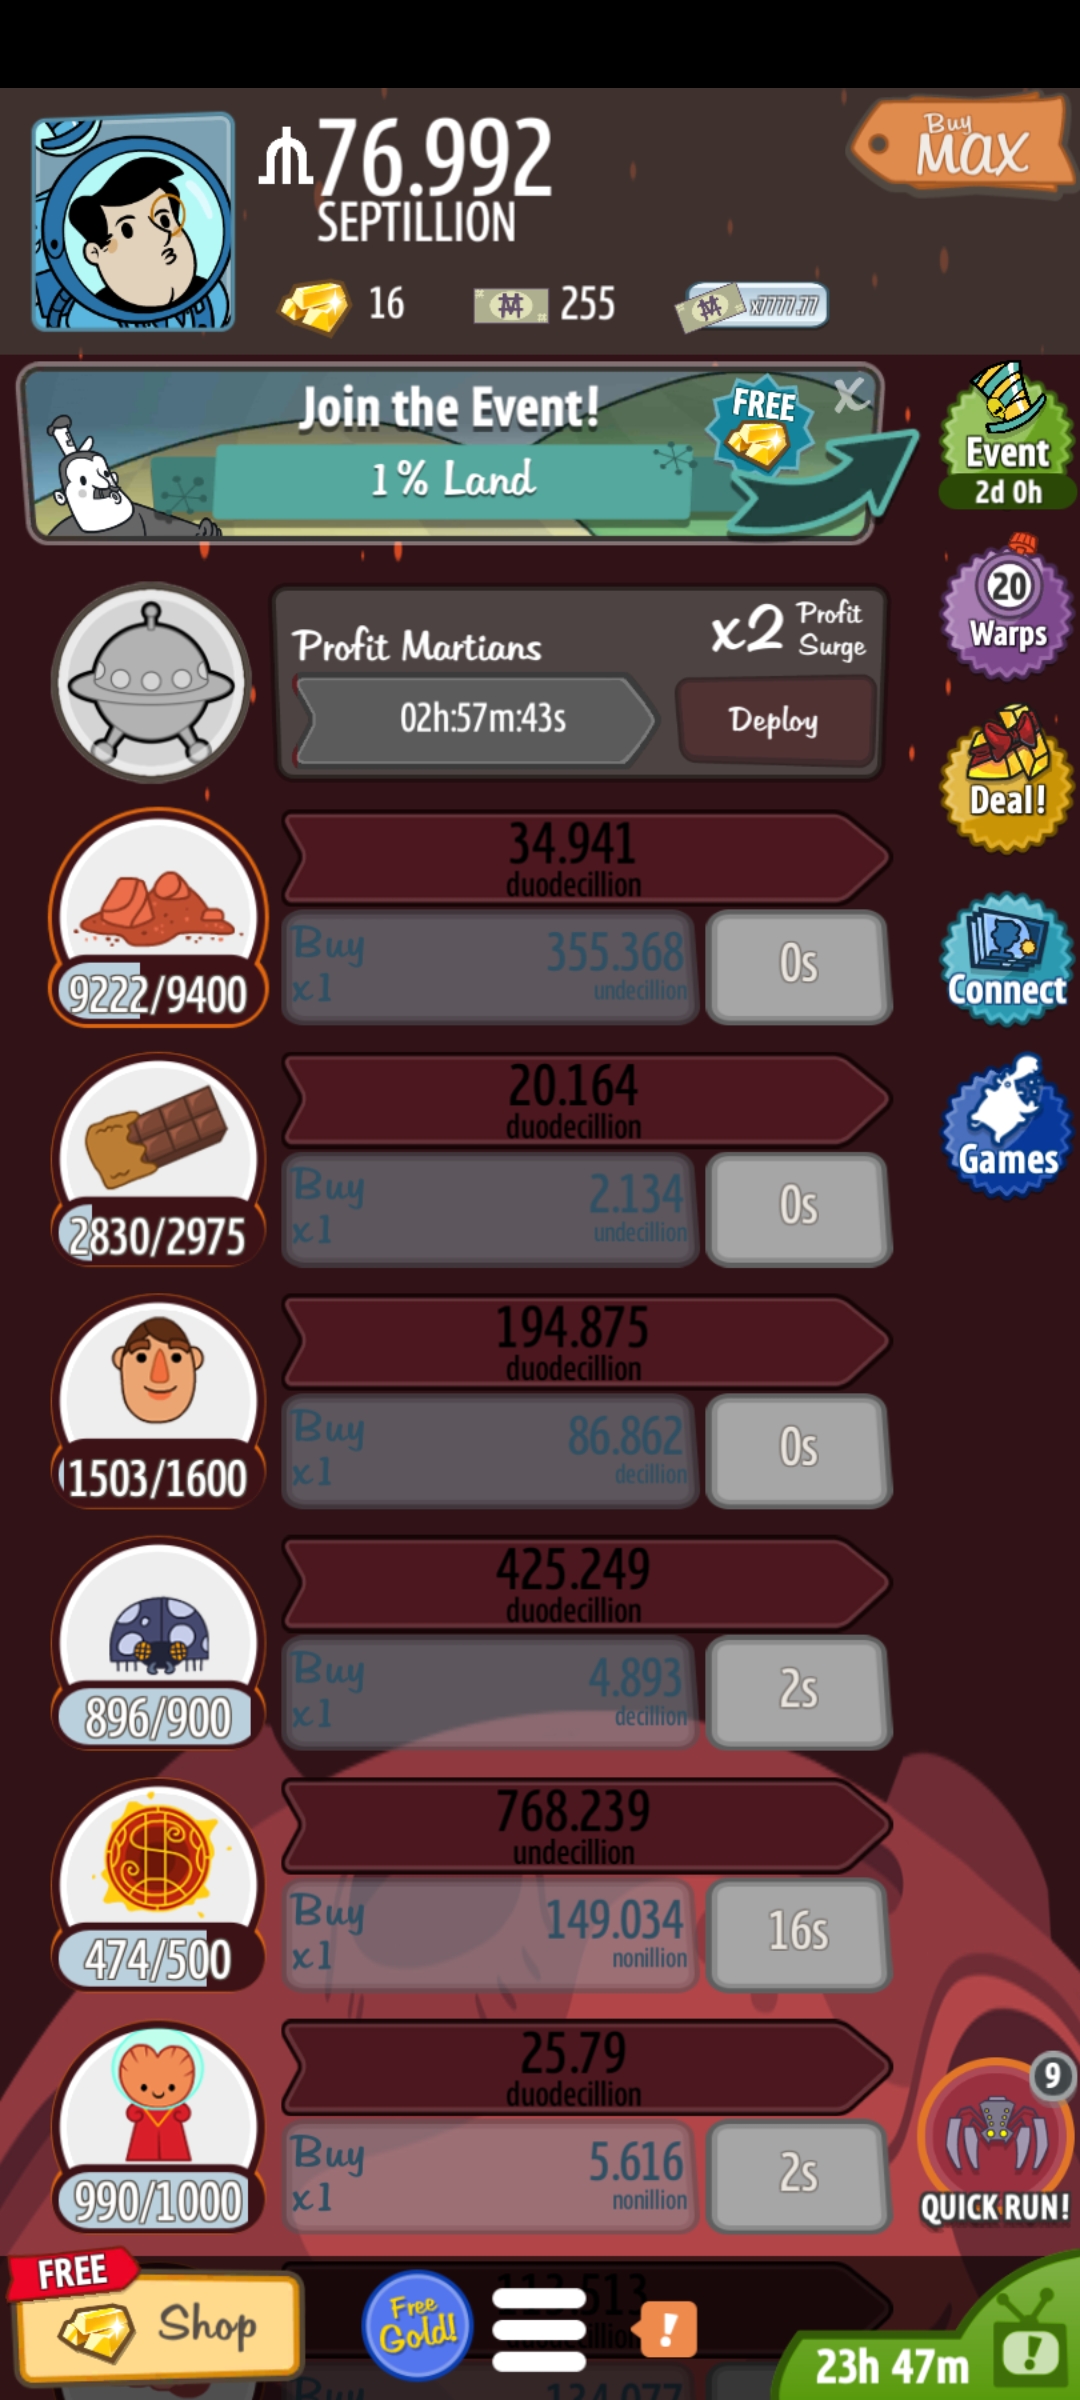 76.992
SEPTILLION
Buy
MAX
16
255
x7777.77
Join the Event!
1% Land
FREE
X
Event
2d 0h
Profit Martians
x2 Profit Surge
02h:57m:43s
Deploy
20
Warps
Deal!
34.941
duodecillion
9222/9400
Buy
x1
355.368
undecillion
0s
Connect
20.164
duodecillion
2830/2975
Buy
x1
2.134
undecillion
0s
Games
194.875
duodecillion
1503/1600
Buy
x1
86.862
decillion
0s
425.249
duodecillion
896/900
Buy
x1
4.893
decillion
2s
768.239
undecillion
474/500
Buy
x1
149.034
nonillion
16s
25.79
duodecillion
990/1000
Buy
x1
5.616
nonillion
2s
9
QUICK RUN!
FREE
Shop
Free
Gold!
!
23h 47m
!
Buy